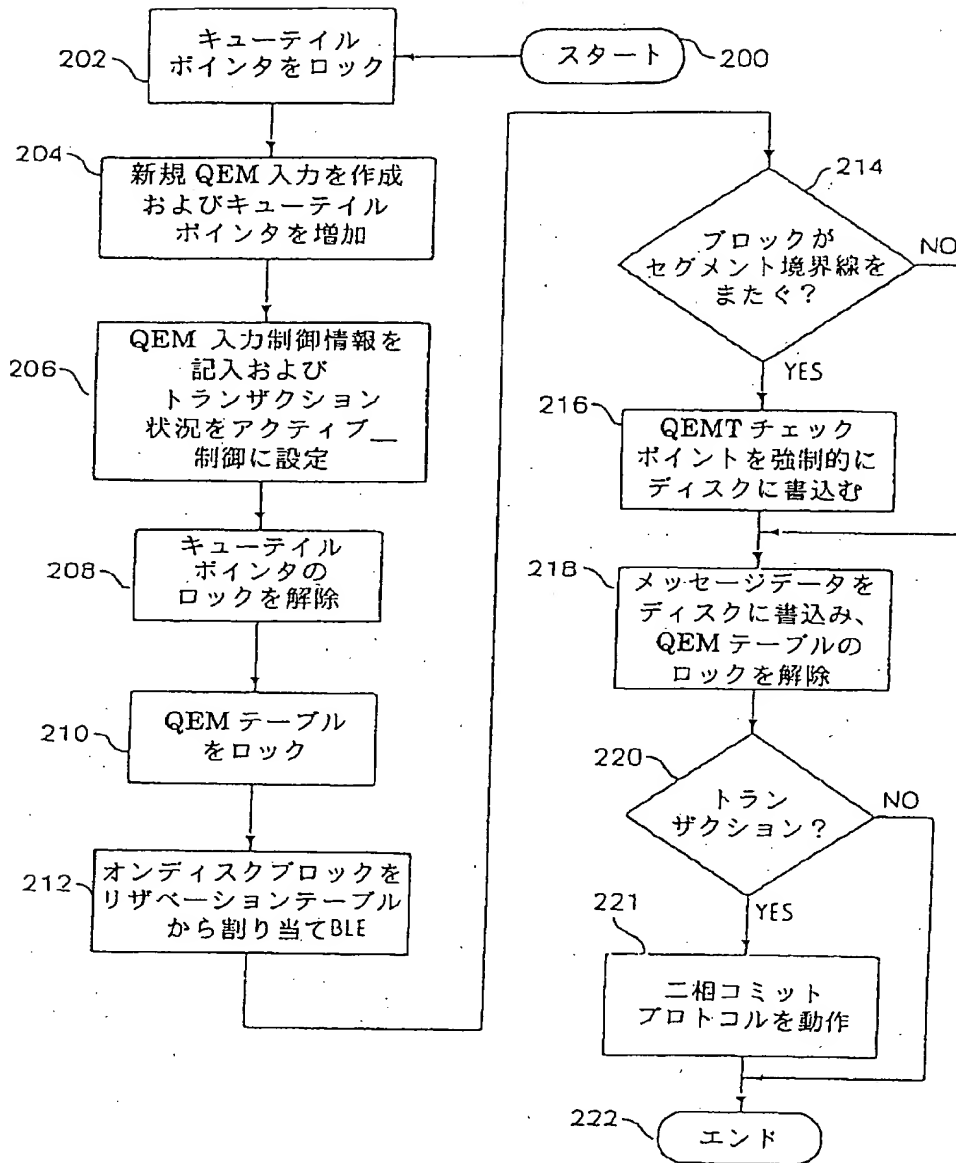 スタート
200
202
キューテイル
ポインタをロック
204
新規 QEM 入力を作成
およびキューテイル
ポインタを増加
206
QEM 入力制御情報を
記入および
トランザクション
状況をアクティブ__
制御に設定
208
キューテイル
ポインタの
ロックを解除
210
QEM テーブル
をロック
212
オンディスクブロックを
リザベーションテーブル
から割り当てBLE
214
ブロックが
セグメント境界線を
またぐ?
NO
YES
216
QEMT チェック
ポイントを強制的に
ディスクに書込む
218
メッセージデータを
ディスクに書込み、
QEM テーブルの
ロックを解除
220
トラン
ザクション?
NO
YES
221
二相コミット
プロトコルを動作
222
エンド